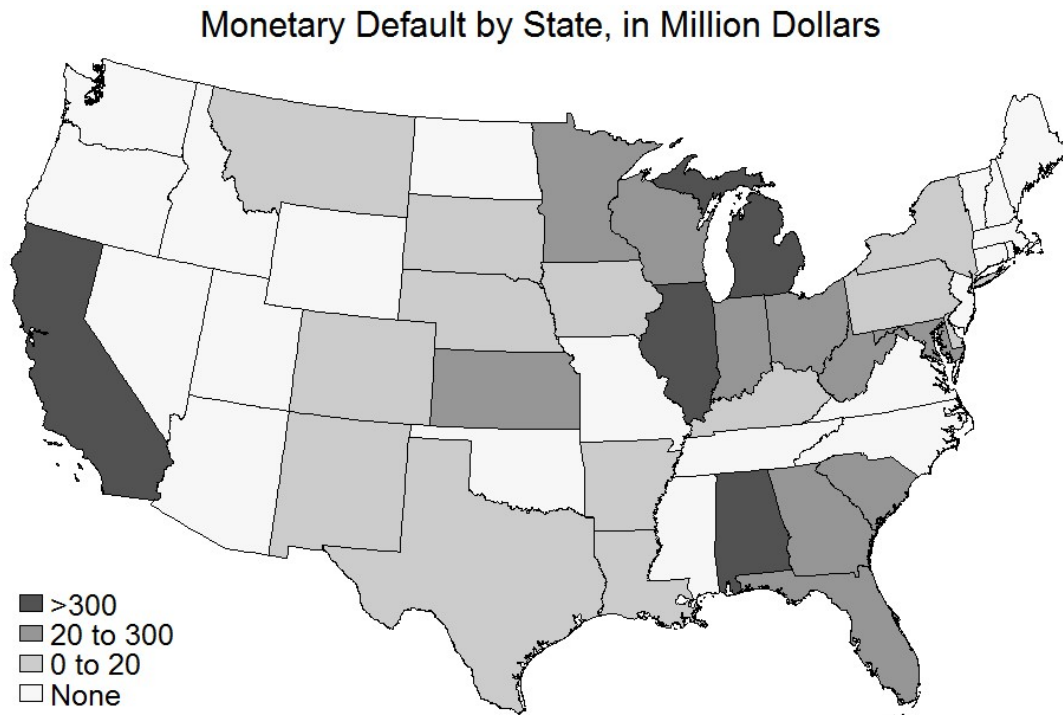 Monetary Default by State, in Million Dollars
>300
20 to 300
0 to 20
None